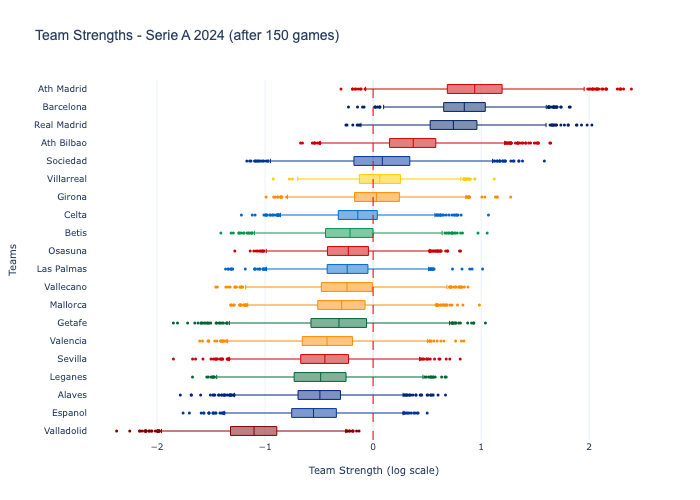 Team Strengths - Serie A 2024 (after 150 games)
Ath Madrid
Barcelona
Real Madrid
Ath Bilbao
Sociedad
Villarreal
Girona
Celta
Betis
Osasuna
Las Palmas
Vallecano
Mallorca
Getafe
Valencia
Sevilla
Leganes
Alaves
Espanol
Valladolid
Teams
−2 −1 0 1 2
Team Strength (log scale)